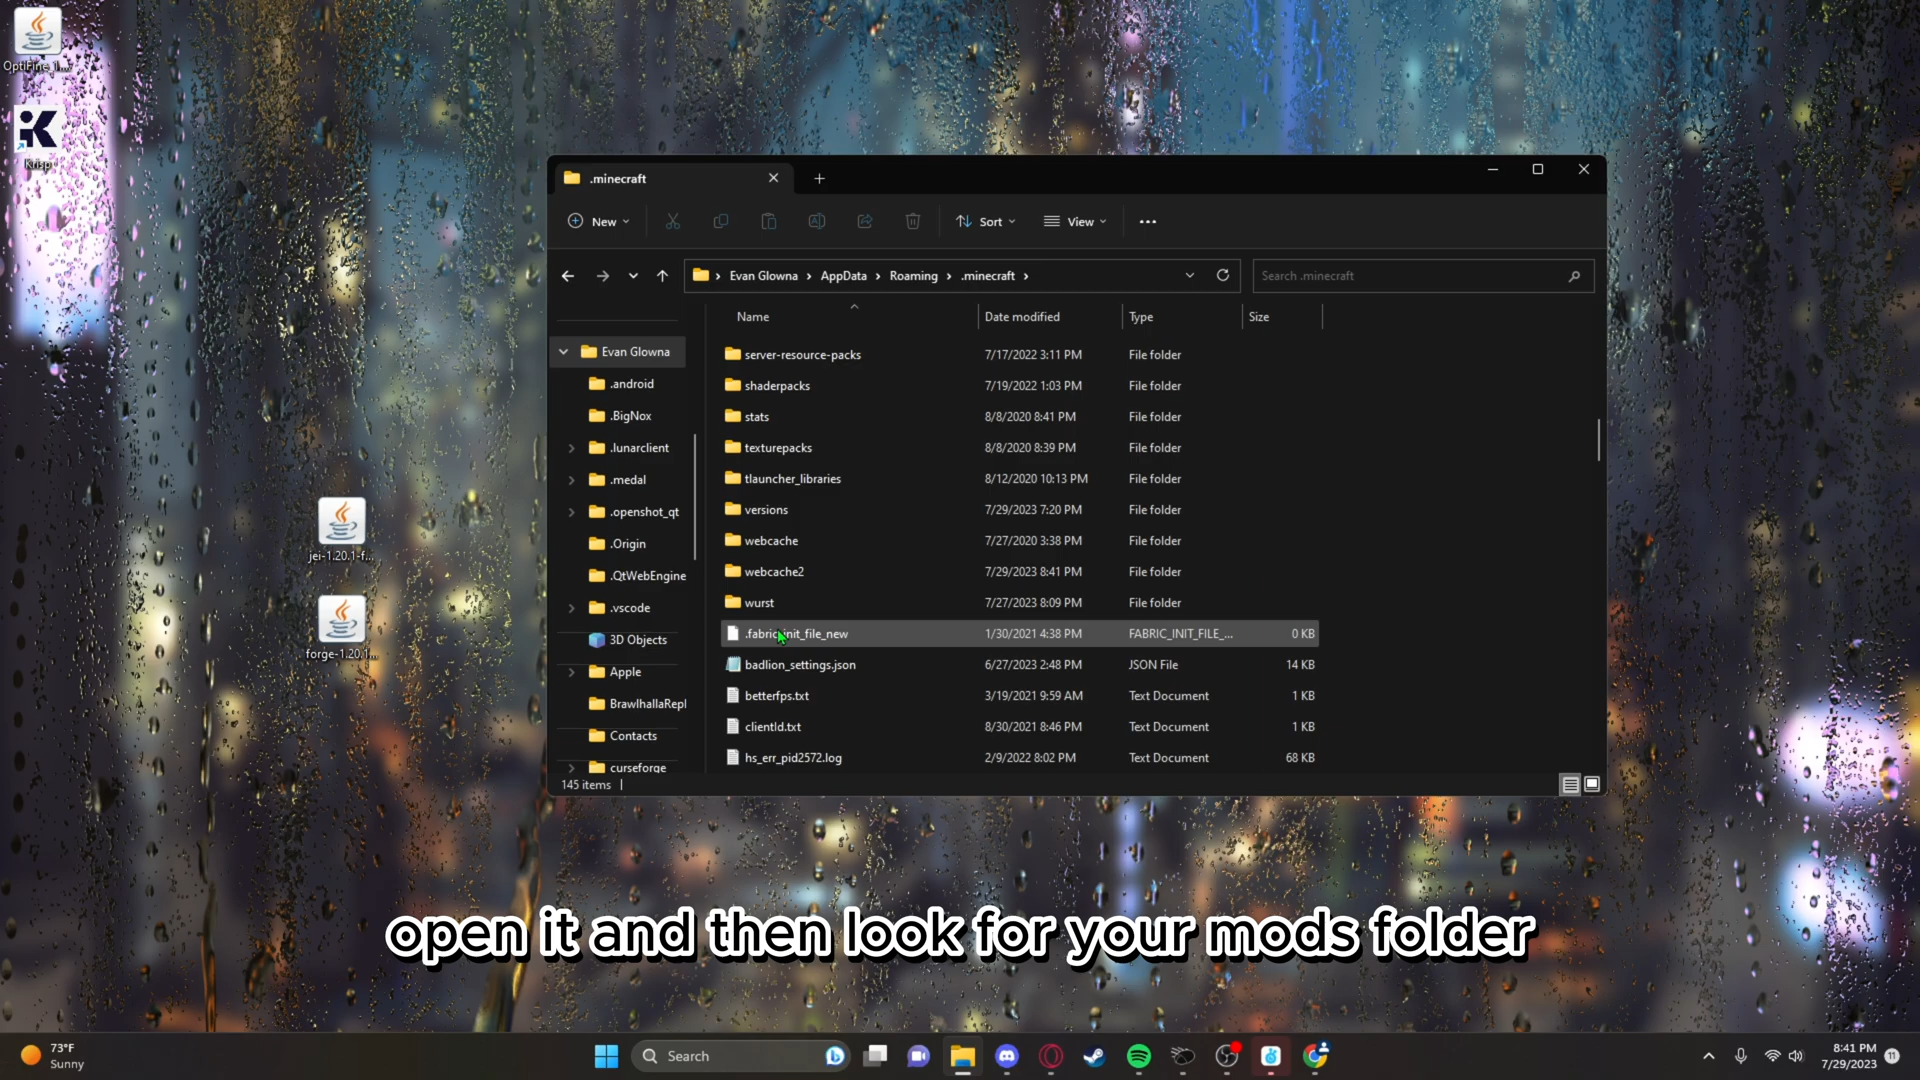 OptiFine_1....
Krisp
jei-1.20.1-f...
forge-1.20.1...
.minecraft
New
Sort
View
Evan Glowna
AppData
Roaming
.minecraft
Search .minecraft
Name
Date modified
Type
Size
Evan Glowna
.android
.BigNox
.lunarclient
.medal
.openshot_qt
.Origin
.QtWebEngine
.vscode
3D Objects
Apple
BrawlhallaRepl
Contacts
curseforge
server-resource-packs 7/17/2022 3:11 PM File folder
shaderpacks 7/19/2022 1:03 PM File folder
stats 8/8/2020 8:41 PM File folder
texturepacks 8/8/2020 8:39 PM File folder
tlauncher_libraries 8/12/2020 10:13 PM File folder
versions 7/29/2023 7:20 PM File folder
webcache 7/27/2020 3:38 PM File folder
webcache2 7/29/2023 8:41 PM File folder
wurst 7/27/2023 8:09 PM File folder
.fabric_init_file_new 1/30/2021 4:38 PM FABRIC_INIT_FILE_... 0 KB
badlion_settings.json 6/27/2023 2:48 PM JSON File 14 KB
betterfps.txt 3/19/2021 9:59 AM Text Document 1 KB
clientId.txt 8/30/2021 8:46 PM Text Document 1 KB
hs_err_pid2572.log 2/9/2022 8:02 PM Text Document 68 KB
145 items
open it and then look for your mods folder
73°F
Sunny
Search
8:41 PM
7/29/2023
11